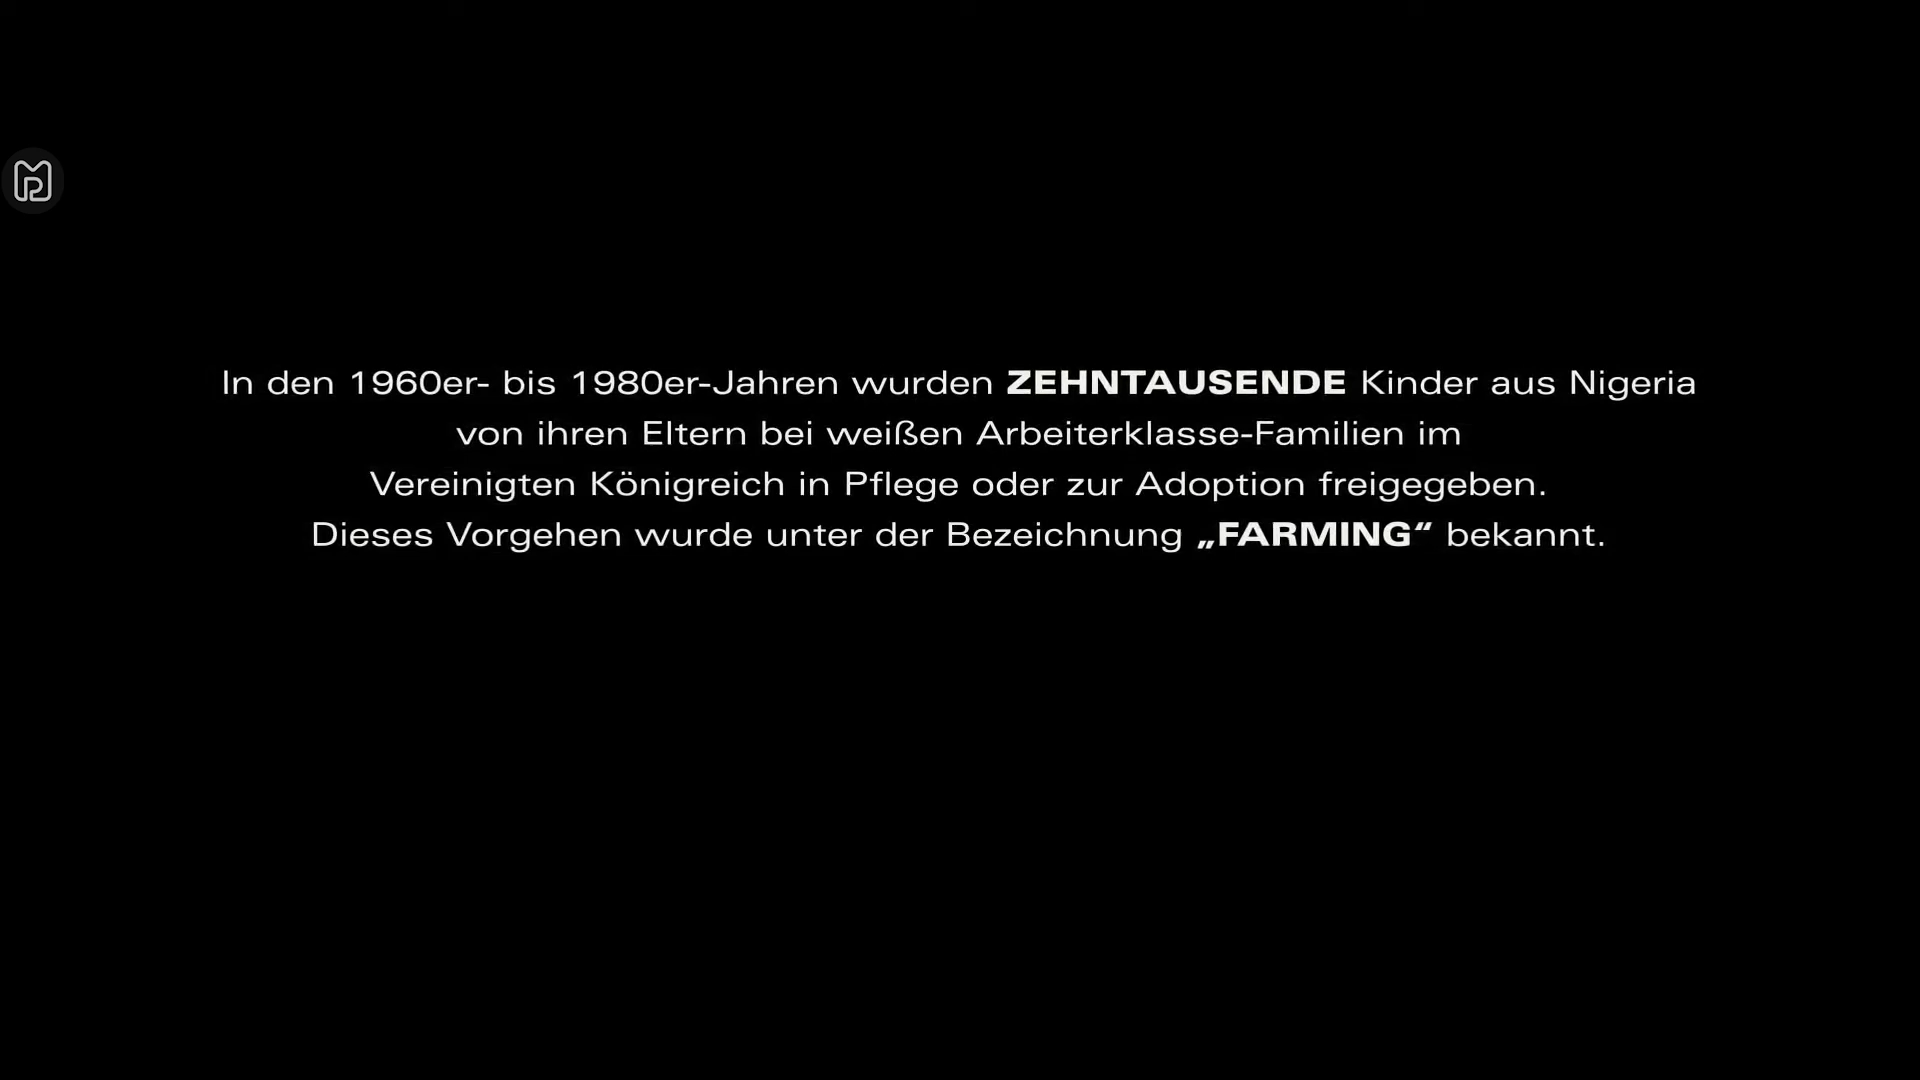 In den 1960er- bis 1980er-Jahren wurden ZEHNTAUSENDE Kinder aus Nigeria
von ihren Eltern bei weißen Arbeiterklasse-Familien im
Vereinigten Königreich in Pflege oder zur Adoption freigegeben.
Dieses Vorgehen wurde unter der Bezeichnung „FARMING“ bekannt.